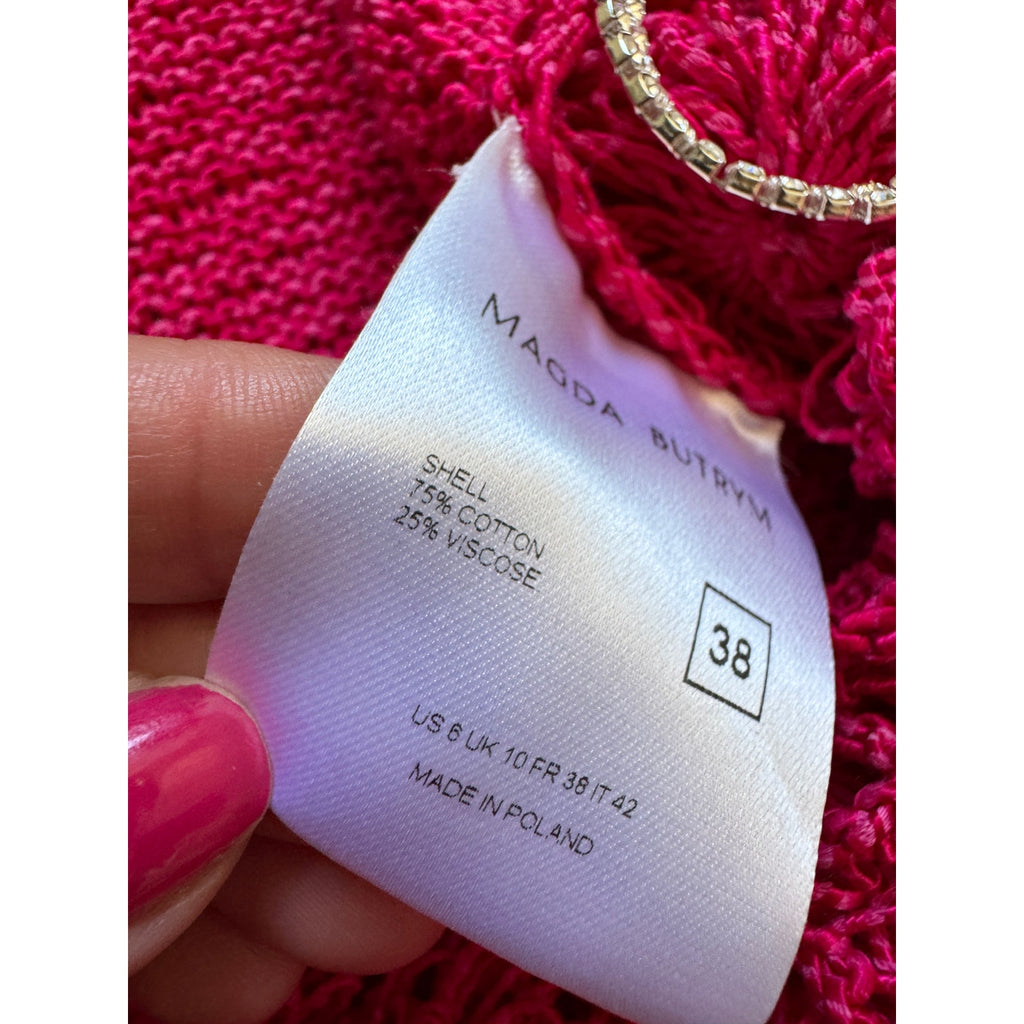 MAGDA BUTRYM
SHELL
75% COTTON
25% VISCOSE
38
US 6 UK 10 FR 38 IT 42
MADE IN POLAND